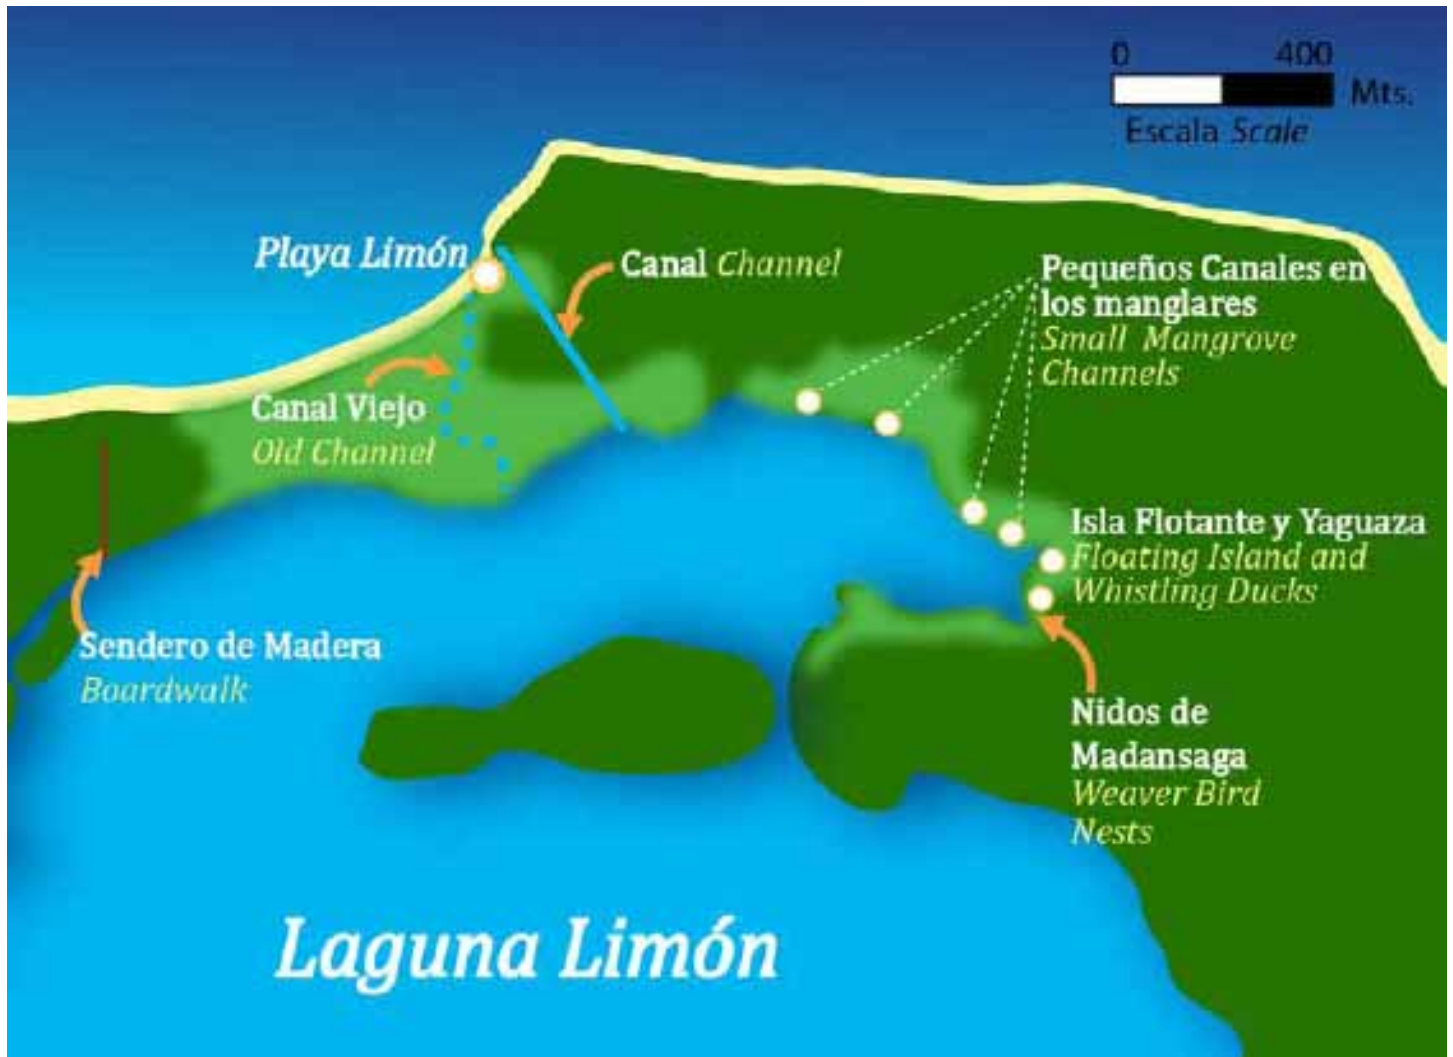 0 400
Mts.
Escala Scale
Playa Limón
Canal Channel
Pequeños Canales en
los manglares
Small Mangrove
Channels
Canal Viejo
Old Channel
Isla Flotante y Yaguaza
Floating Island and
Whistling Ducks
Sendero de Madera
Boardwalk
Nidos de
Madansaga
Weaver Bird
Nests
Laguna Limón